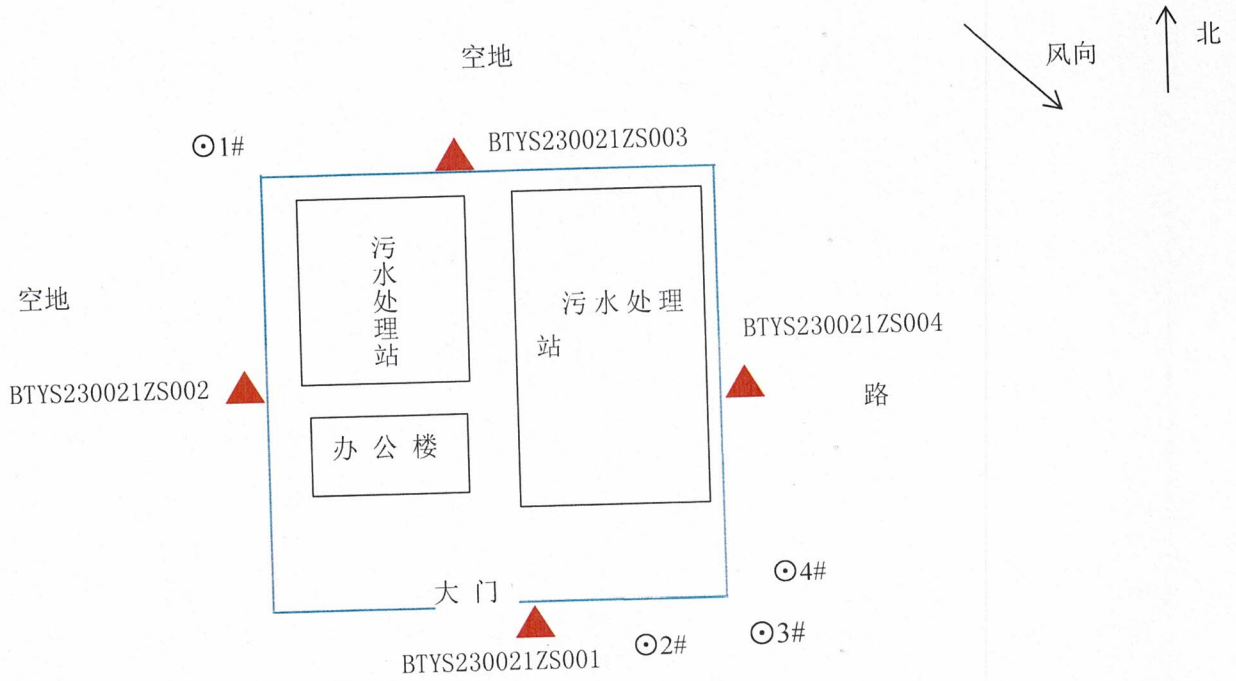 空地
风向
北
⊙1#
BTYS230021ZS003
污水处理站
污水处理
站
空地
BTYS230021ZS004
BTYS230021ZS002
路
办公楼
⊙4#
大门
⊙2#
⊙3#
BTYS230021ZS001